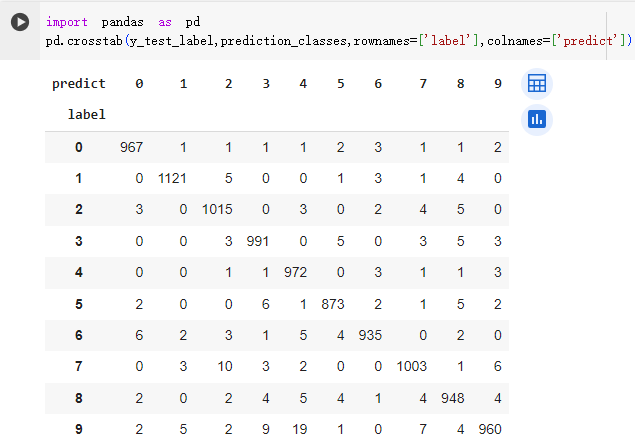 import pandas as pd
pd.crosstab(y_test_label,prediction_classes,rownames=['label'],colnames=['predict'])
predict 0 1 2 3 4 5 6 7 8 9
label
0 967 1 1 1 1 2 3 1 1 2
1 0 1121 5 0 0 1 3 1 4 0
2 3 0 1015 0 3 0 2 4 5 0
3 0 0 3 991 0 5 0 3 5 3
4 0 0 1 1 972 0 3 1 1 3
5 2 0 0 6 1 873 2 1 5 2
6 6 2 3 1 5 4 935 0 2 0
7 0 3 10 3 2 0 0 1003 1 6
8 2 0 2 4 5 4 1 4 948 4
9 2 5 2 9 19 1 0 7 4 960